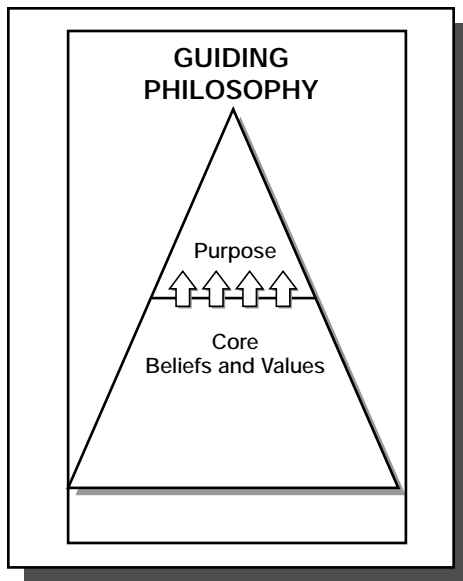 GUIDING
PHILOSOPHY
Purpose
Core
Beliefs and Values